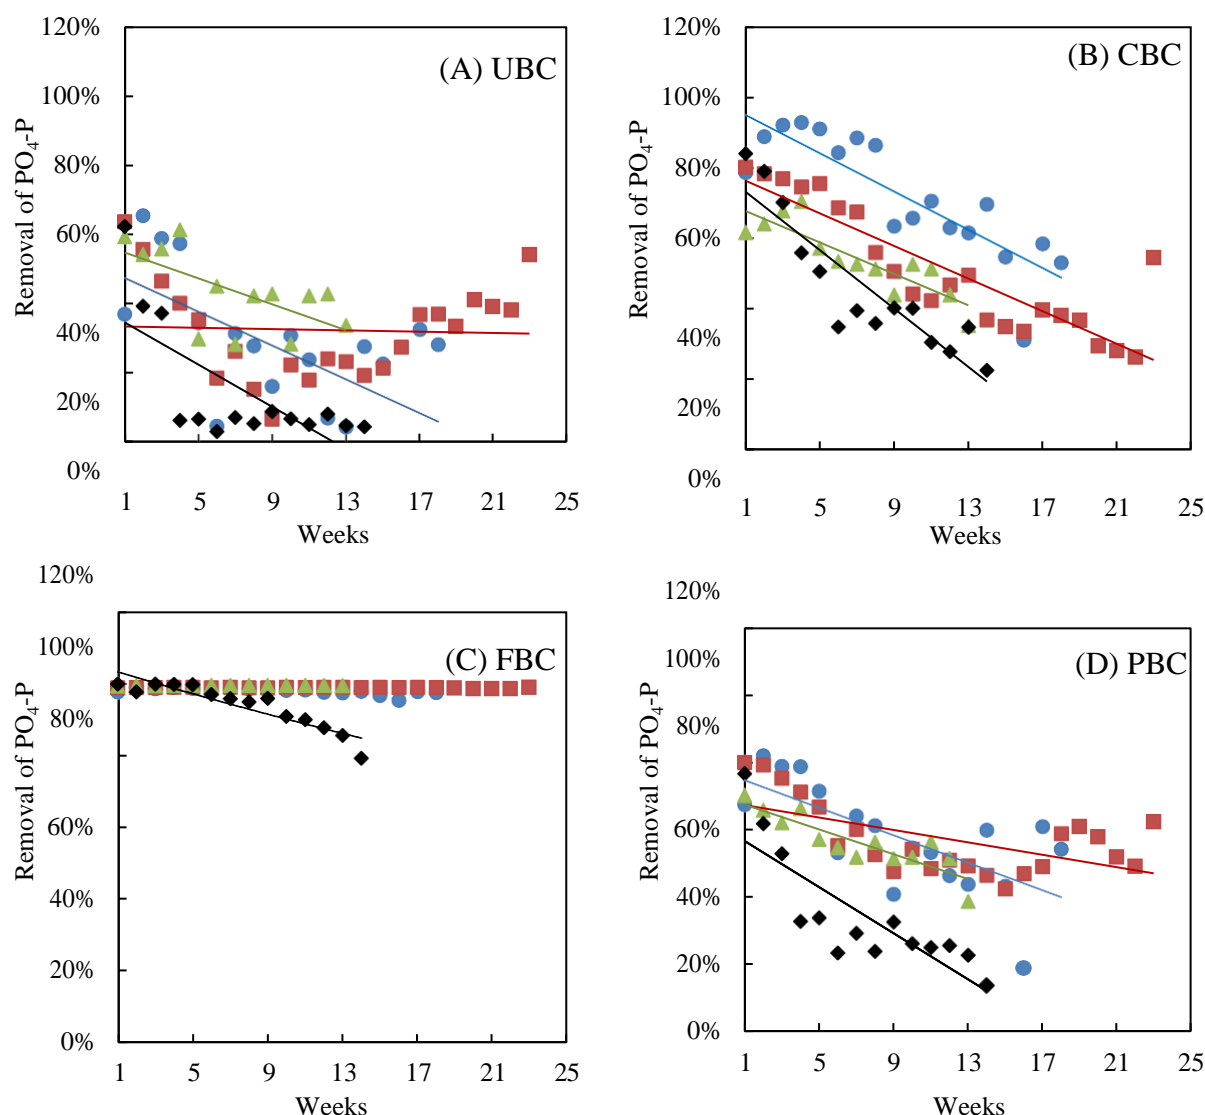 120%
100%
80%
60%
40%
20%
0%
Removal of PO4-P
(A) UBC
1 5 9 13 17 21 25
Weeks
120%
100%
80%
60%
40%
20%
0%
Removal of PO4-P
(B) CBC
1 5 9 13 17 21 25
Weeks
120%
100%
80%
60%
40%
20%
0%
Removal of PO4-P
(C) FBC
1 5 9 13 17 21 25
Weeks
120%
100%
80%
60%
40%
20%
0%
Removal of PO4-P
(D) PBC
1 5 9 13 17 21 25
Weeks